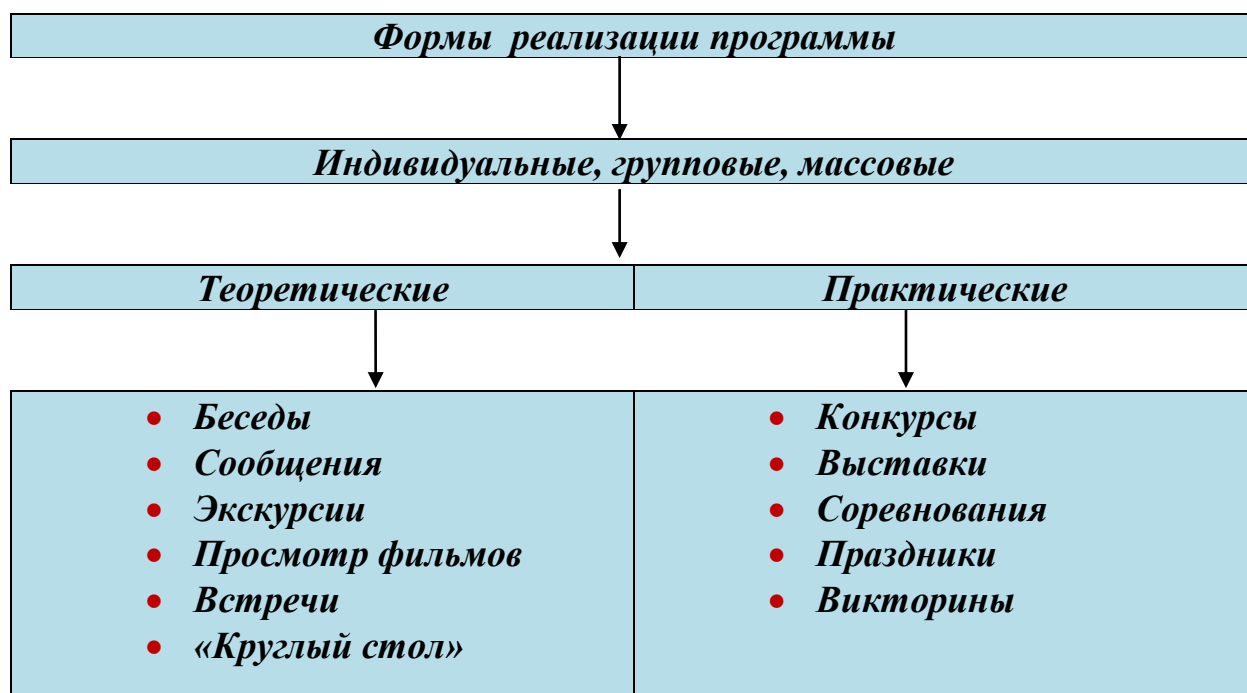 Формы реализации программы
Индивидуальные, групповые, массовые
Теоретические
Практические
• Беседы
• Сообщения
• Экскурсии
• Просмотр фильмов
• Встречи
• «Круглый стол»
• Конкурсы
• Выставки
• Соревнования
• Праздники
• Викторины